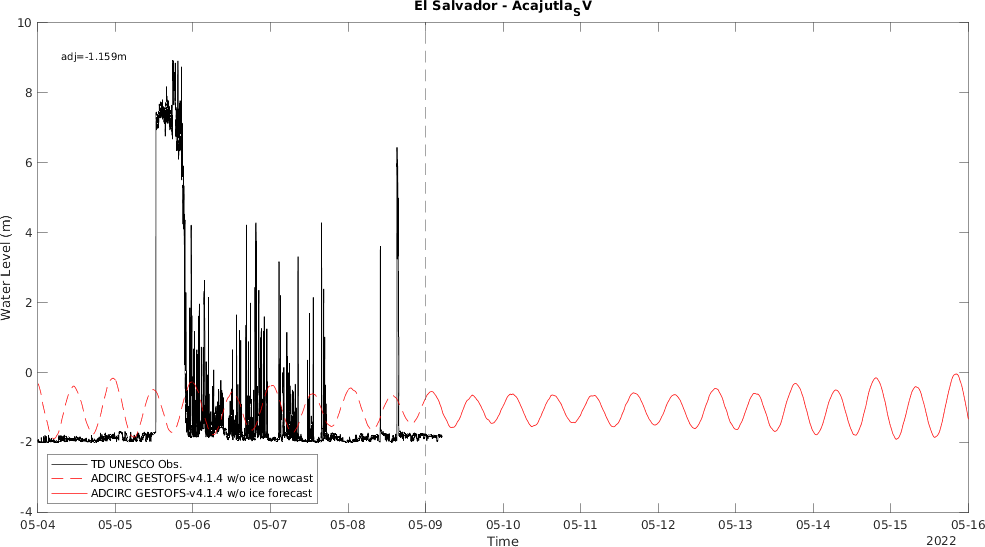 El Salvador - AcajutlaSV
adj=-1.159m
10
8
6
4
2
0
-2
-4
Water Level (m)
TD UNESCO Obs.
ADCIRC GESTOFS-v4.1.4 w/o ice nowcast
ADCIRC GESTOFS-v4.1.4 w/o ice forecast
05-04 05-05 05-06 05-07 05-08 05-09 05-10 05-11 05-12 05-13 05-14 05-15 05-16
Time
2022